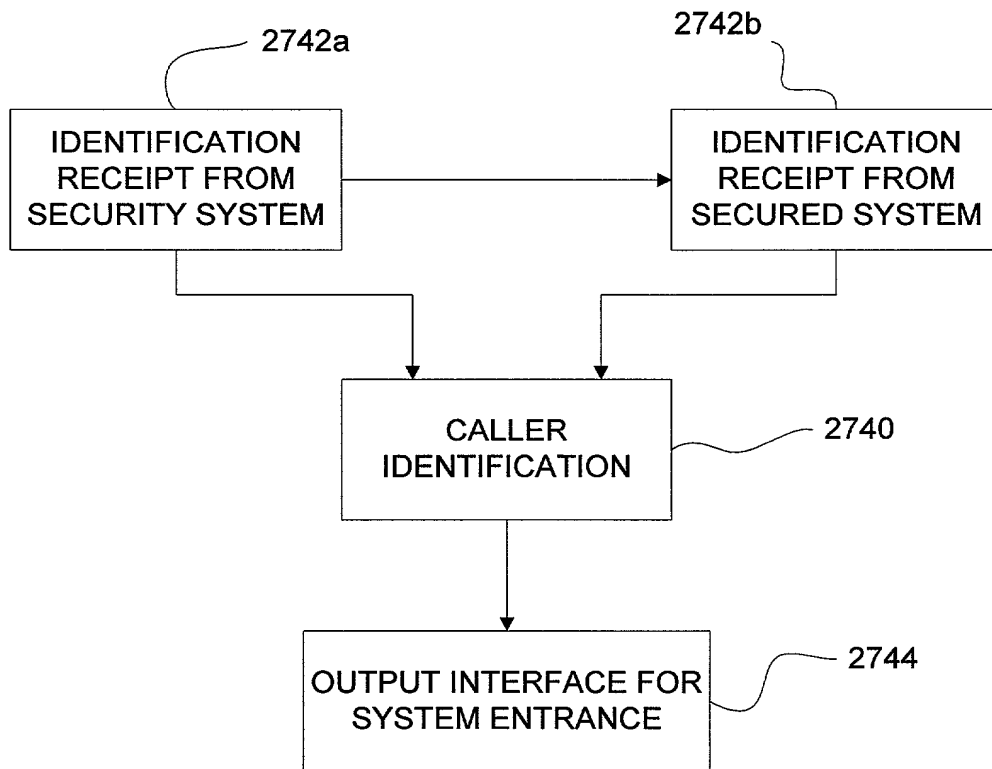 2742a
2742b
IDENTIFICATION
RECEIPT FROM
SECURITY SYSTEM
IDENTIFICATION
RECEIPT FROM
SECURED SYSTEM
CALLER
IDENTIFICATION
2740
OUTPUT INTERFACE FOR
SYSTEM ENTRANCE
2744